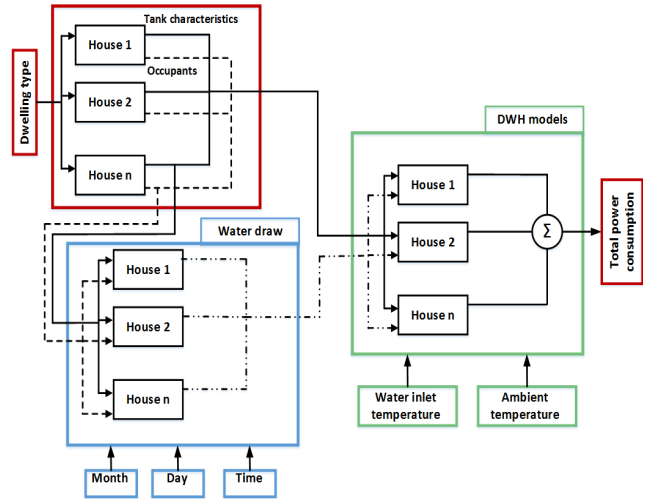 Dwelling type
Tank characteristics
House 1
Occupants
House 2
House n
Water draw
House 1
House 2
House n
Month
Day
Time
DWH models
House 1
House 2
House n
Σ
Total power
consumption
Water inlet
temperature
Ambient
temperature